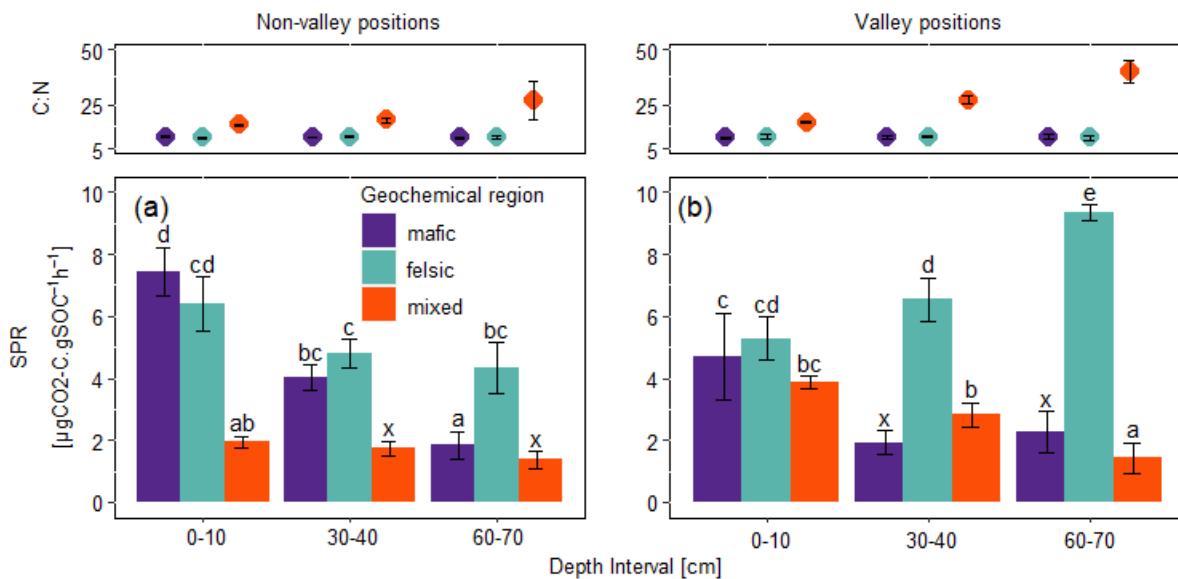 Non-valley positions
Valley positions
C:N
50
25
5
50
25
5
SPR
[µgCO2-C.gSOC⁻¹h⁻¹]
10
8
6
4
2
0
(a)
Geochemical region
mafic
felsic
mixed
d
cd
ab
bc
c
x
a
bc
x
0-10
30-40
60-70
10
8
6
4
2
0
(b)
c
cd
bc
x
d
b
x
e
a
0-10
30-40
60-70
Depth Interval [cm]